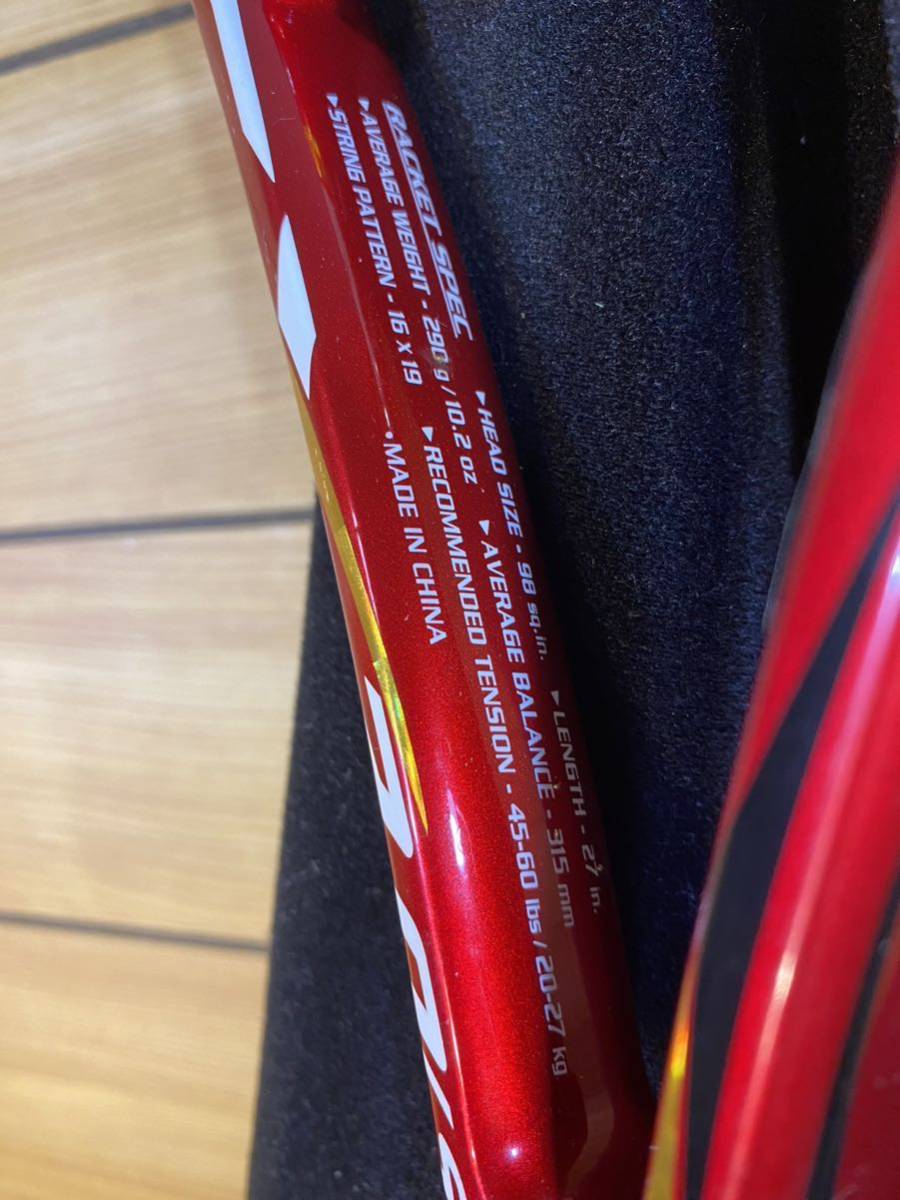 RACKET SPEC
▶HEAD SIZE - 98 sq.in. ▶LENGTH - 27 in.
▶AVERAGE WEIGHT - 290 g / 10.2 oz ▶AVERAGE BALANCE - 315 mm
▶STRING PATTERN - 16 x 19 ▶RECOMMENDED TENSION - 45-60 lbs / 20-27 kg
•MADE IN CHINA